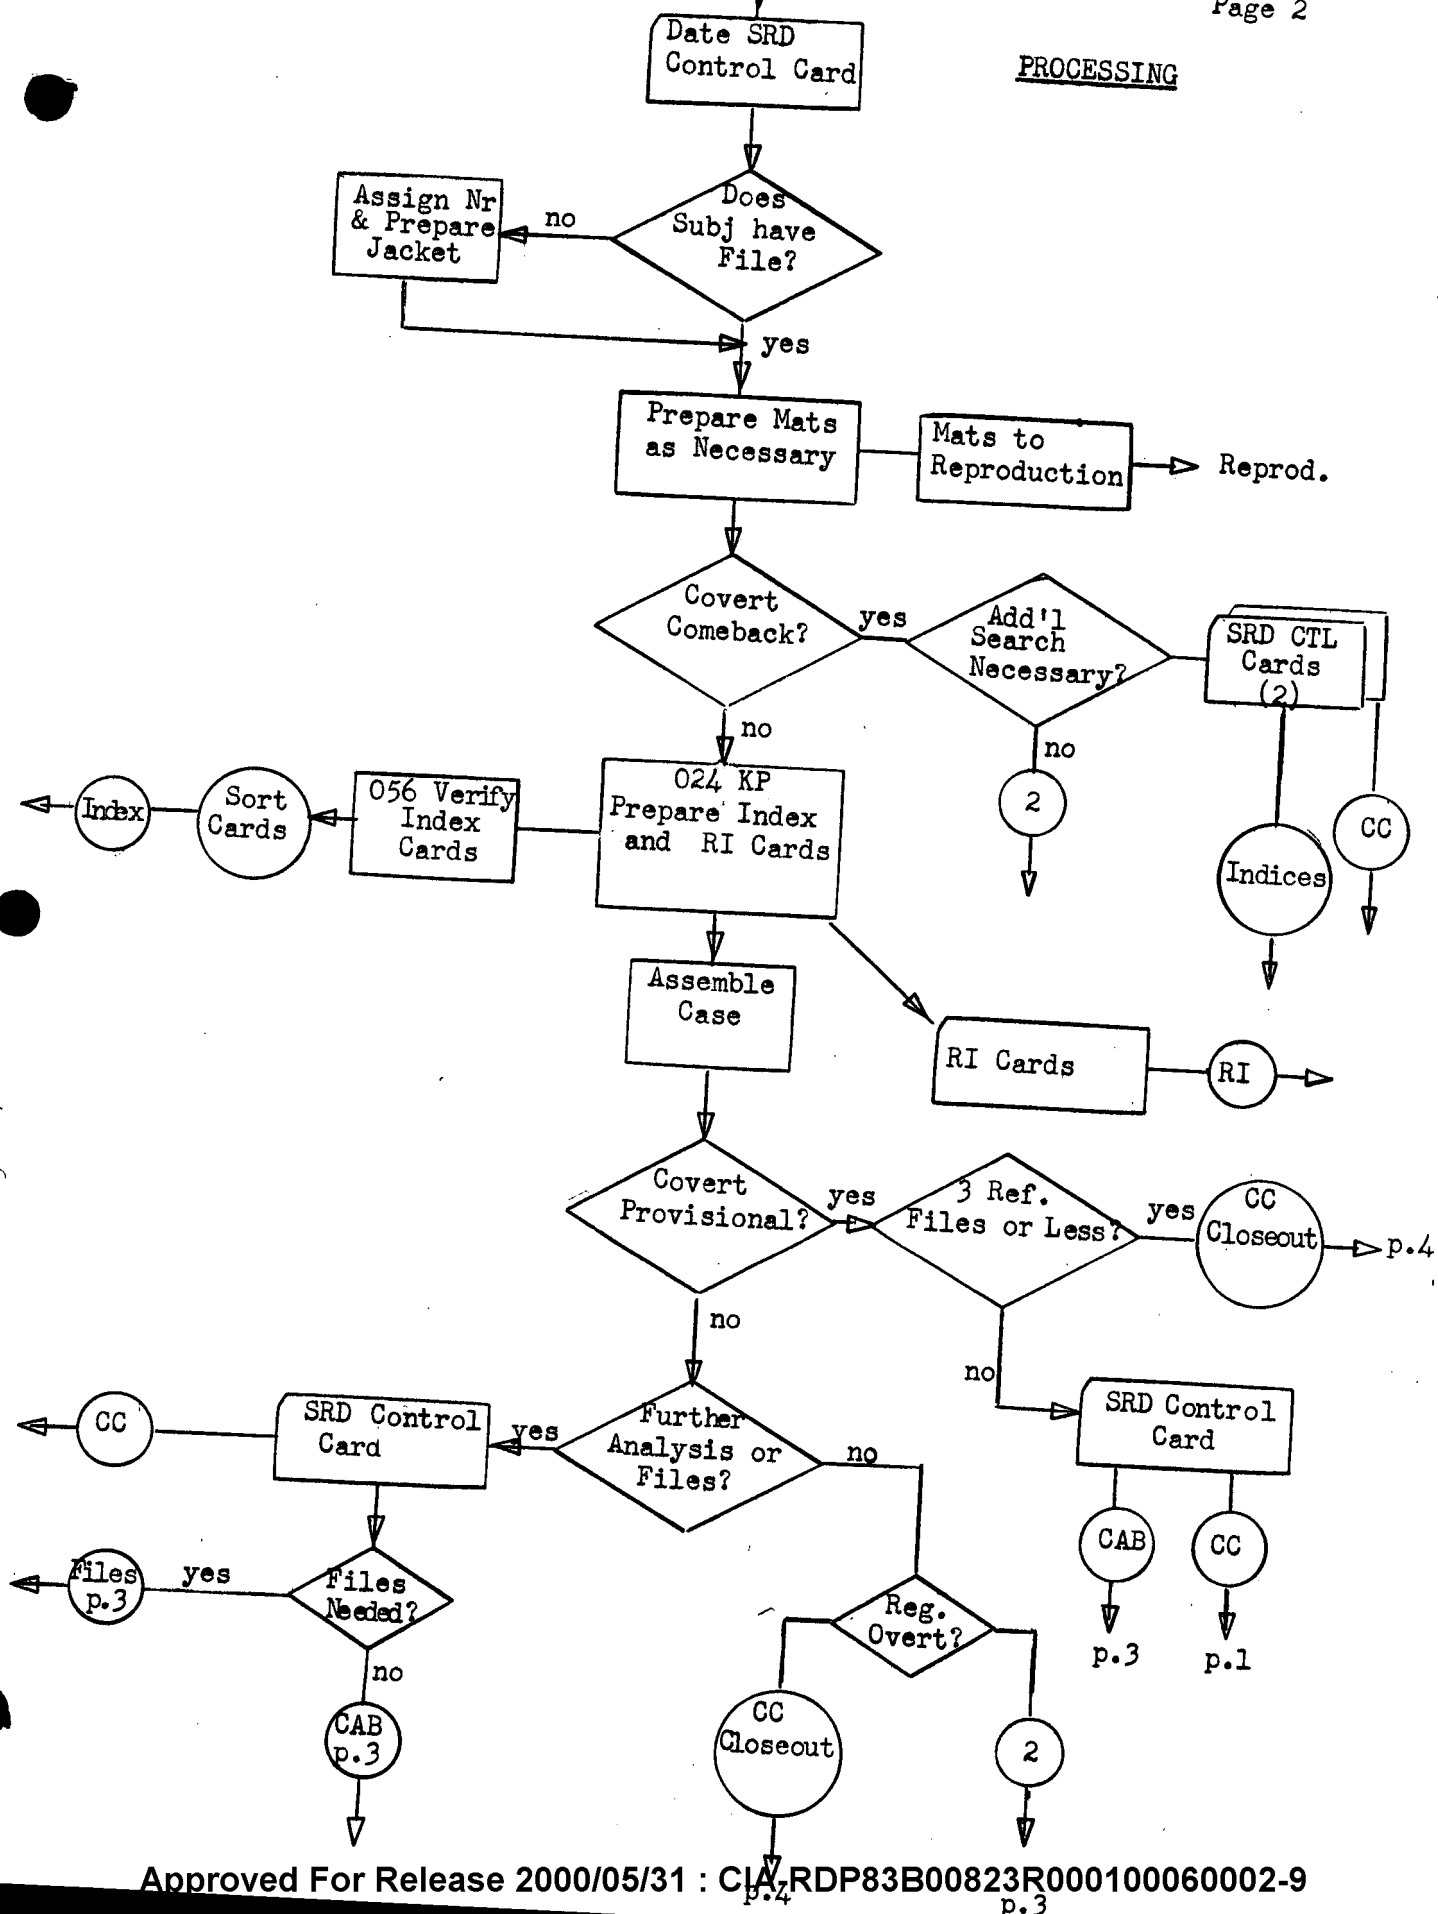 Page 2
PROCESSING
Date SRD
Control Card
Does
Subj have
File?
no
Assign Nr
& Prepare
Jacket
yes
Prepare Mats
as Necessary
Mats to
Reproduction
Reprod.
Covert
Comeback?
yes
Add'l
Search
Necessary?
SRD CTL
Cards
(2)
no
no
2
CC
Indices
024 KP
Prepare Index
and RI Cards
056 Verify
Index
Cards
Sort
Cards
Index
Assemble
Case
RI Cards
RI
Covert
Provisional?
yes
3 Ref.
Files or Less?
yes
CC
Closeout
p.4
no
no
SRD Control
Card
CAB
CC
p.3
p.1
Further
Analysis or
Files?
yes
no
SRD Control
Card
CC
Files
Needed?
yes
Files
p.3
no
CAB
p.3
Reg.
Overt?
CC
Closeout
2
p.4
p.3
Approved For Release 2000/05/31 : CIA-RDP83B00823R000100060002-9